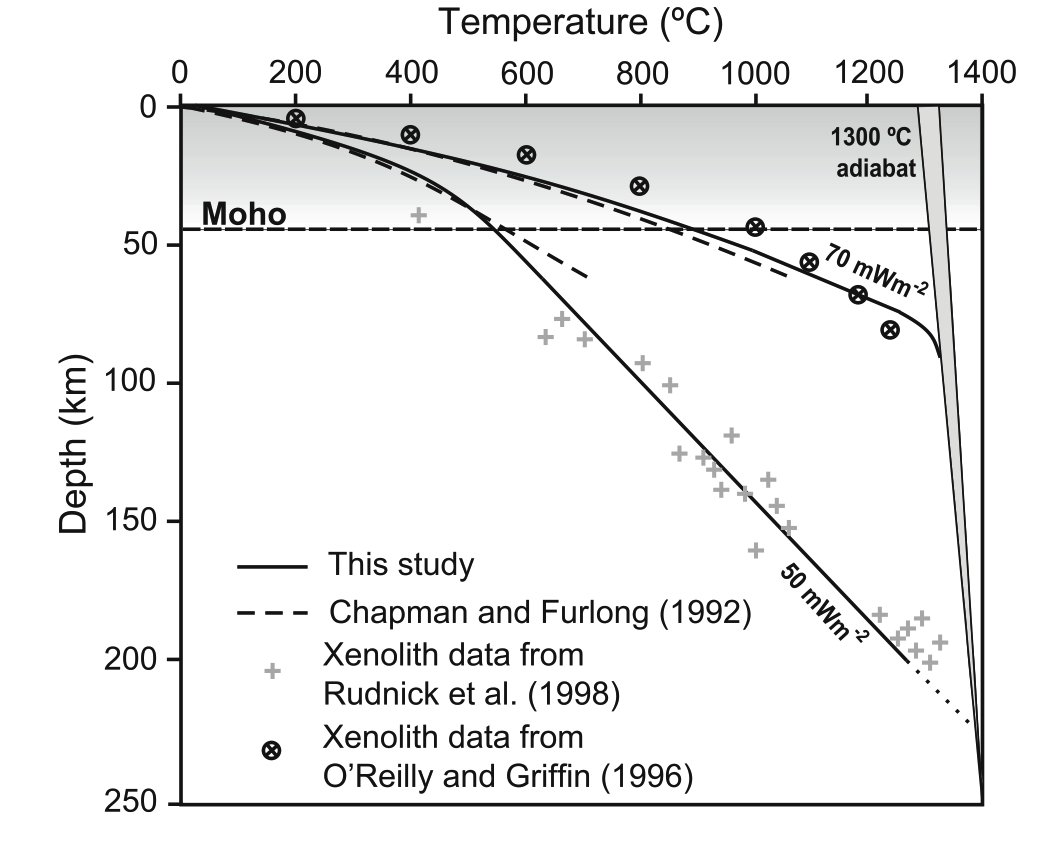 Temperature (ºC)
0 200 400 600 800 1000 1200 1400
0
1300 ºC
adiabat
Moho
50
70 mWm-2
100
Depth (km)
150
50 mWm-2
This study
Chapman and Furlong (1992)
200
Xenolith data from
Rudnick et al. (1998)
Xenolith data from
O'Reilly and Griffin (1996)
250